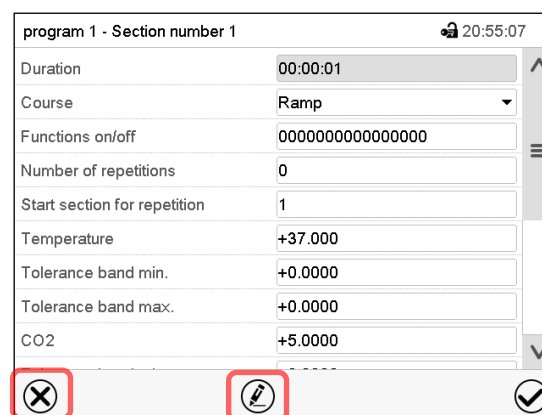 program 1 - Section number 1 20:55:07
Duration 00:00:01
Course Ramp
Functions on/off 0000000000000000
Number of repetitions 0
Start section for repetition 1
Temperature +37.000
Tolerance band min. +0.0000
Tolerance band max. +0.0000
CO2 +5.0000